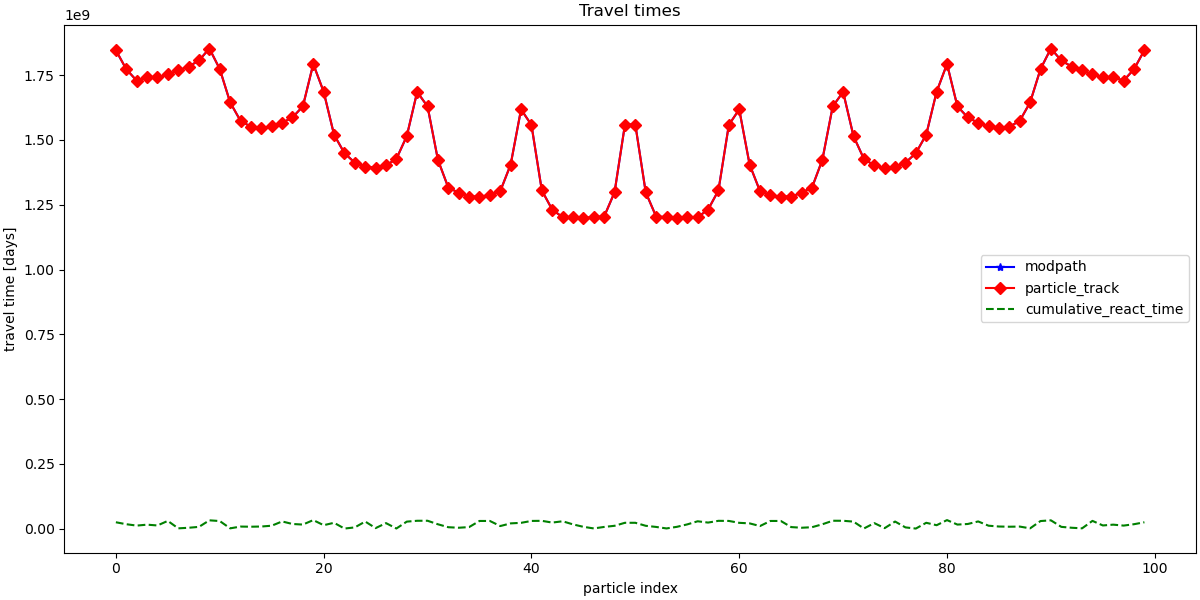 Travel times
1e9
1.75
1.50
1.25
1.00
0.75
0.50
0.25
0.00
travel time [days]
modpath
particle_track
cumulative_react_time
0 20 40 60 80 100
particle index